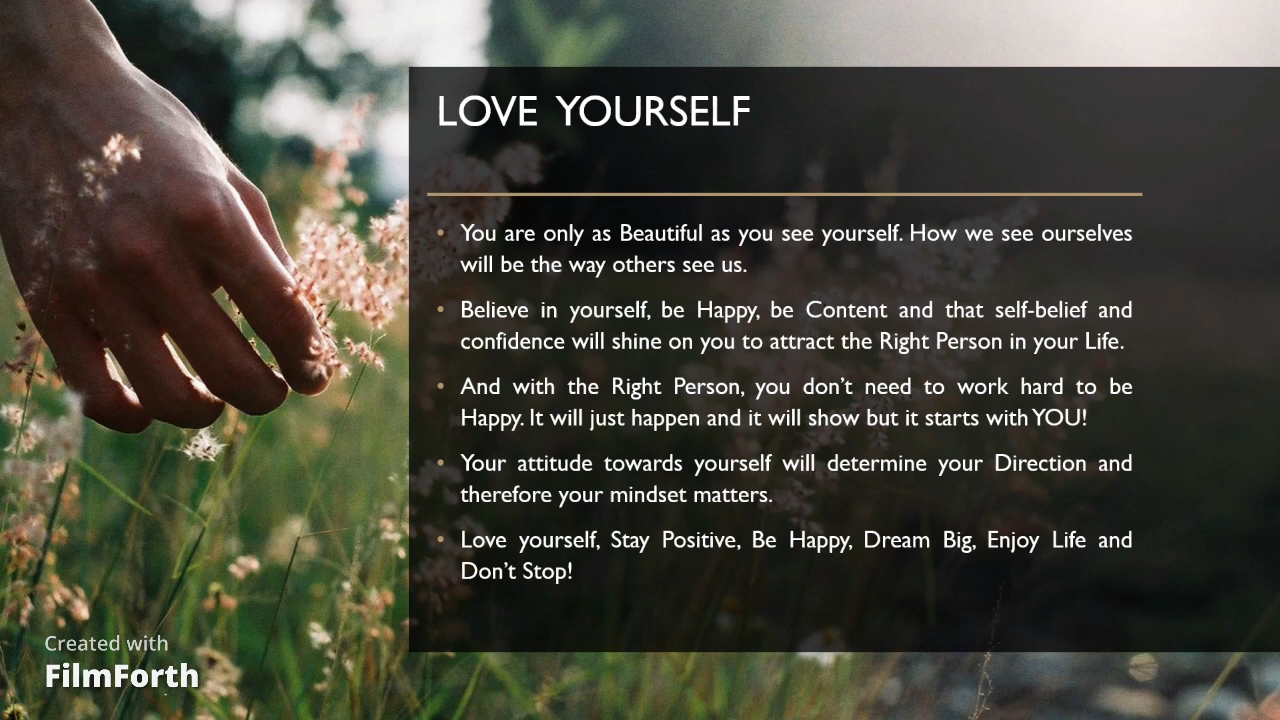 LOVE YOURSELF
• You are only as Beautiful as you see yourself. How we see ourselves
will be the way others see us.
• Believe in yourself, be Happy, be Content and that self-belief and
confidence will shine on you to attract the Right Person in your Life.
• And with the Right Person, you don’t need to work hard to be
Happy. It will just happen and it will show but it starts with YOU!
• Your attitude towards yourself will determine your Direction and
therefore your mindset matters.
• Love yourself, Stay Positive, Be Happy, Dream Big, Enjoy Life and
Don’t Stop!
Created with
FilmForth